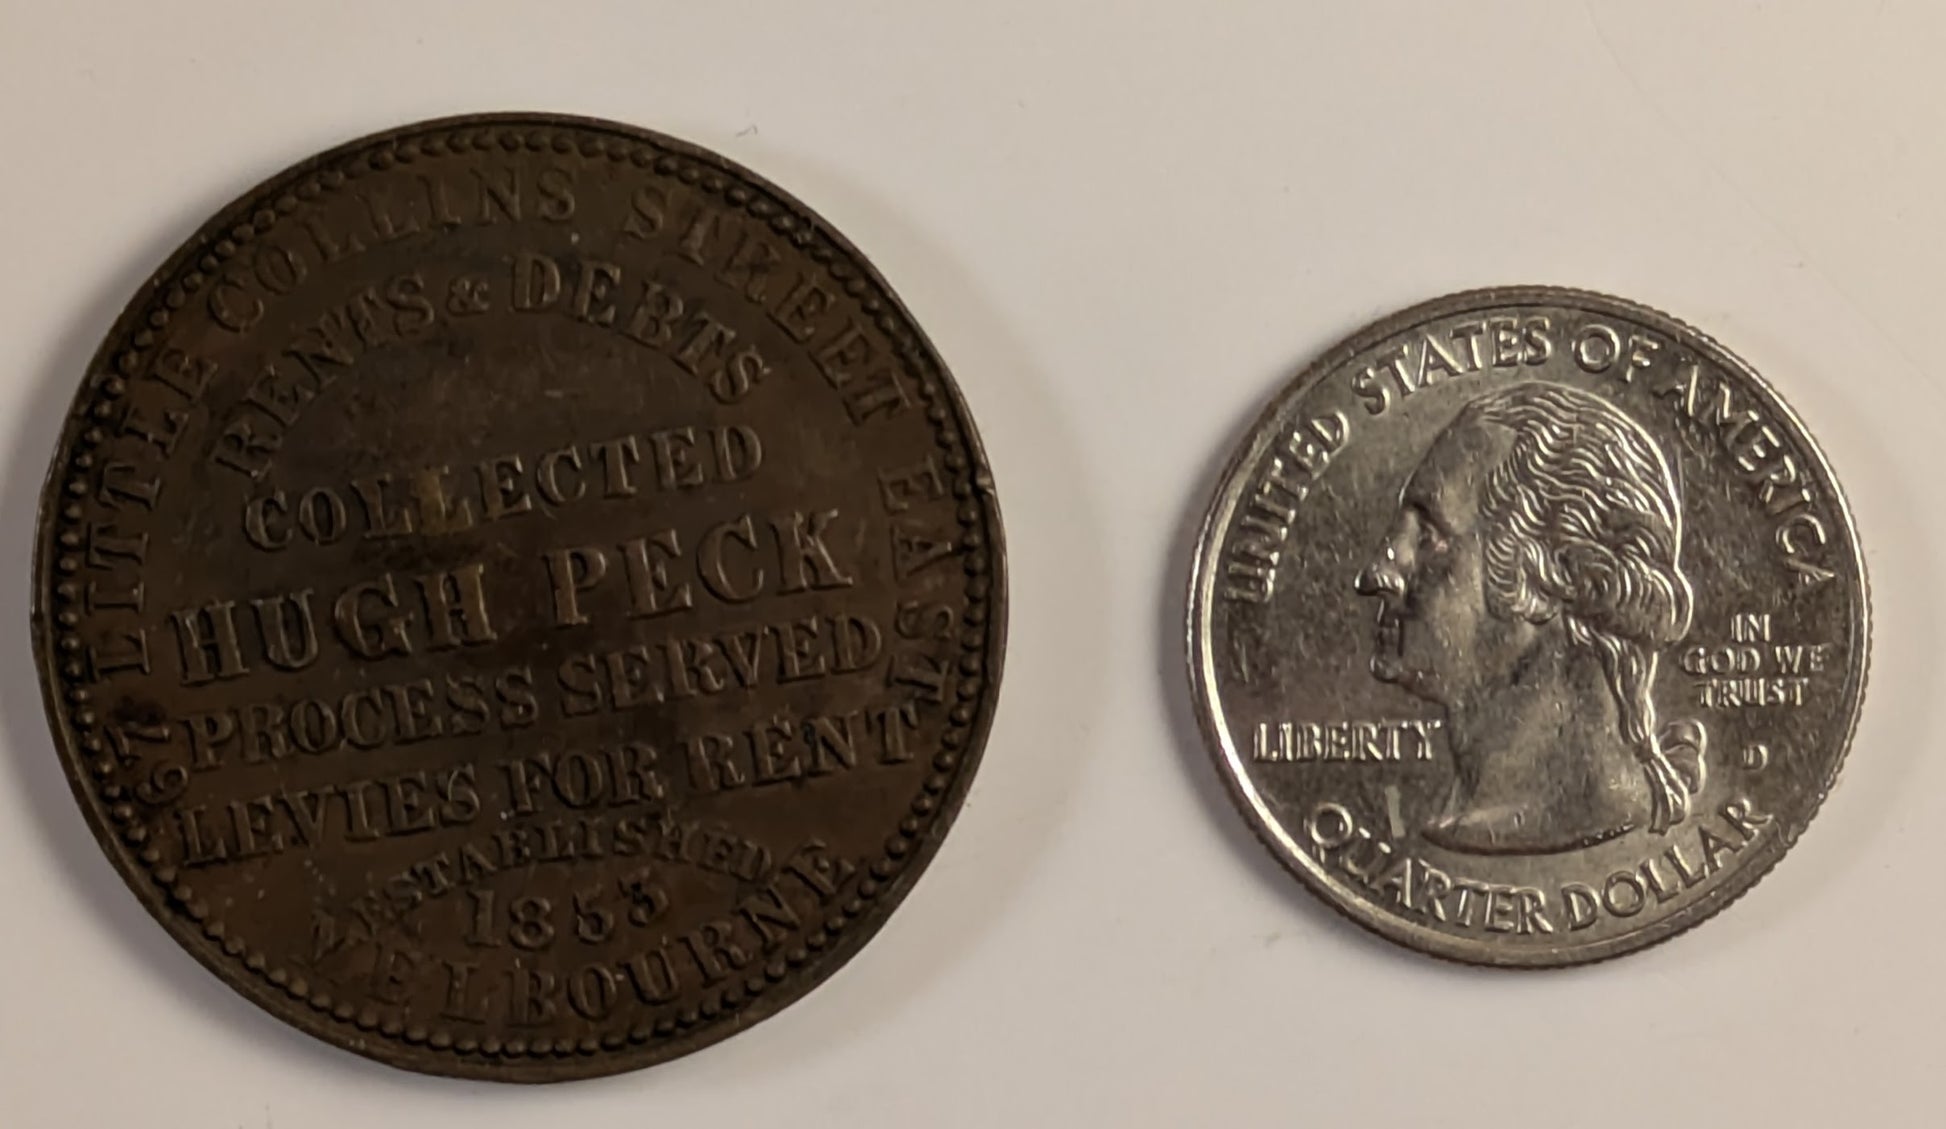 67 LITTLE COLLINS STREET EAST
RENTS & DEBTS
COLLECTED
HUGH PECK
PROCESS SERVED
LEVIES FOR RENT
ESTABLISHED
1853
MELBOURNE
UNITED STATES OF AMERICA
IN
GOD WE
TRUST
LIBERTY
D
QUARTER DOLLAR